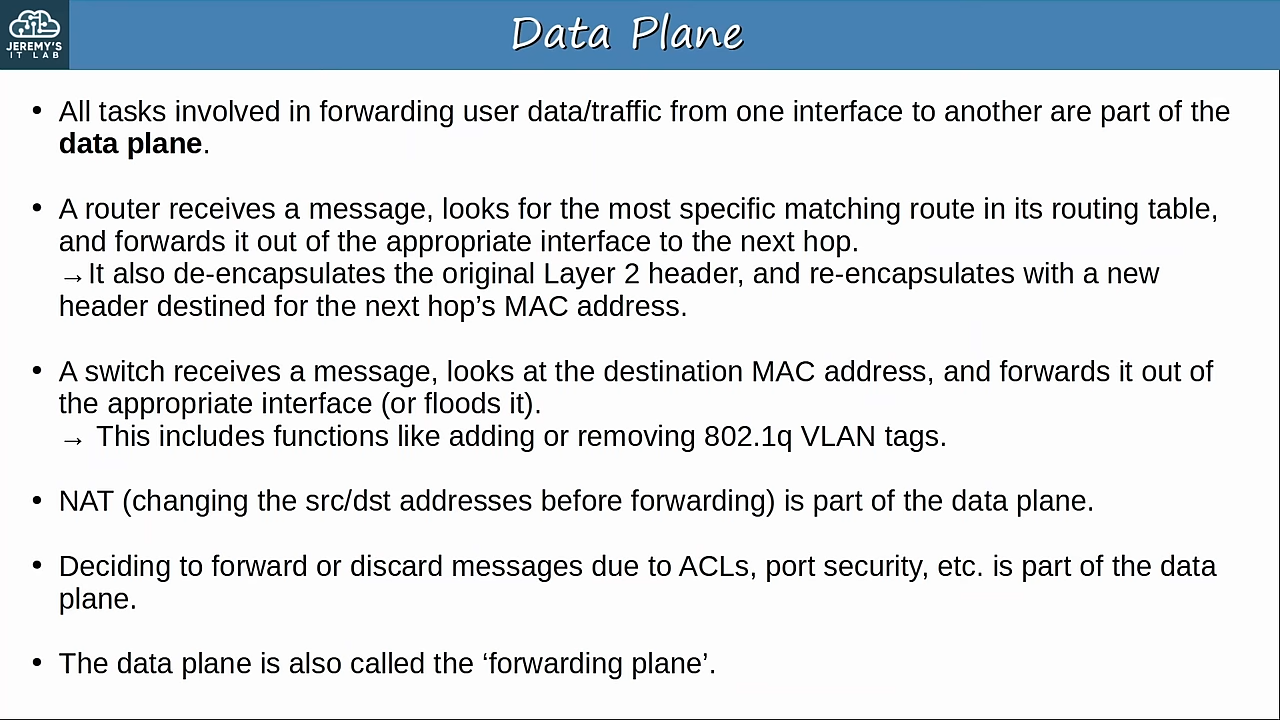 JEREMY'S
IT LAB
Data Plane
• All tasks involved in forwarding user data/traffic from one interface to another are part of the
data plane.
• A router receives a message, looks for the most specific matching route in its routing table,
and forwards it out of the appropriate interface to the next hop.
→It also de-encapsulates the original Layer 2 header, and re-encapsulates with a new
header destined for the next hop’s MAC address.
• A switch receives a message, looks at the destination MAC address, and forwards it out of
the appropriate interface (or floods it).
→ This includes functions like adding or removing 802.1q VLAN tags.
• NAT (changing the src/dst addresses before forwarding) is part of the data plane.
• Deciding to forward or discard messages due to ACLs, port security, etc. is part of the data
plane.
• The data plane is also called the ‘forwarding plane’.